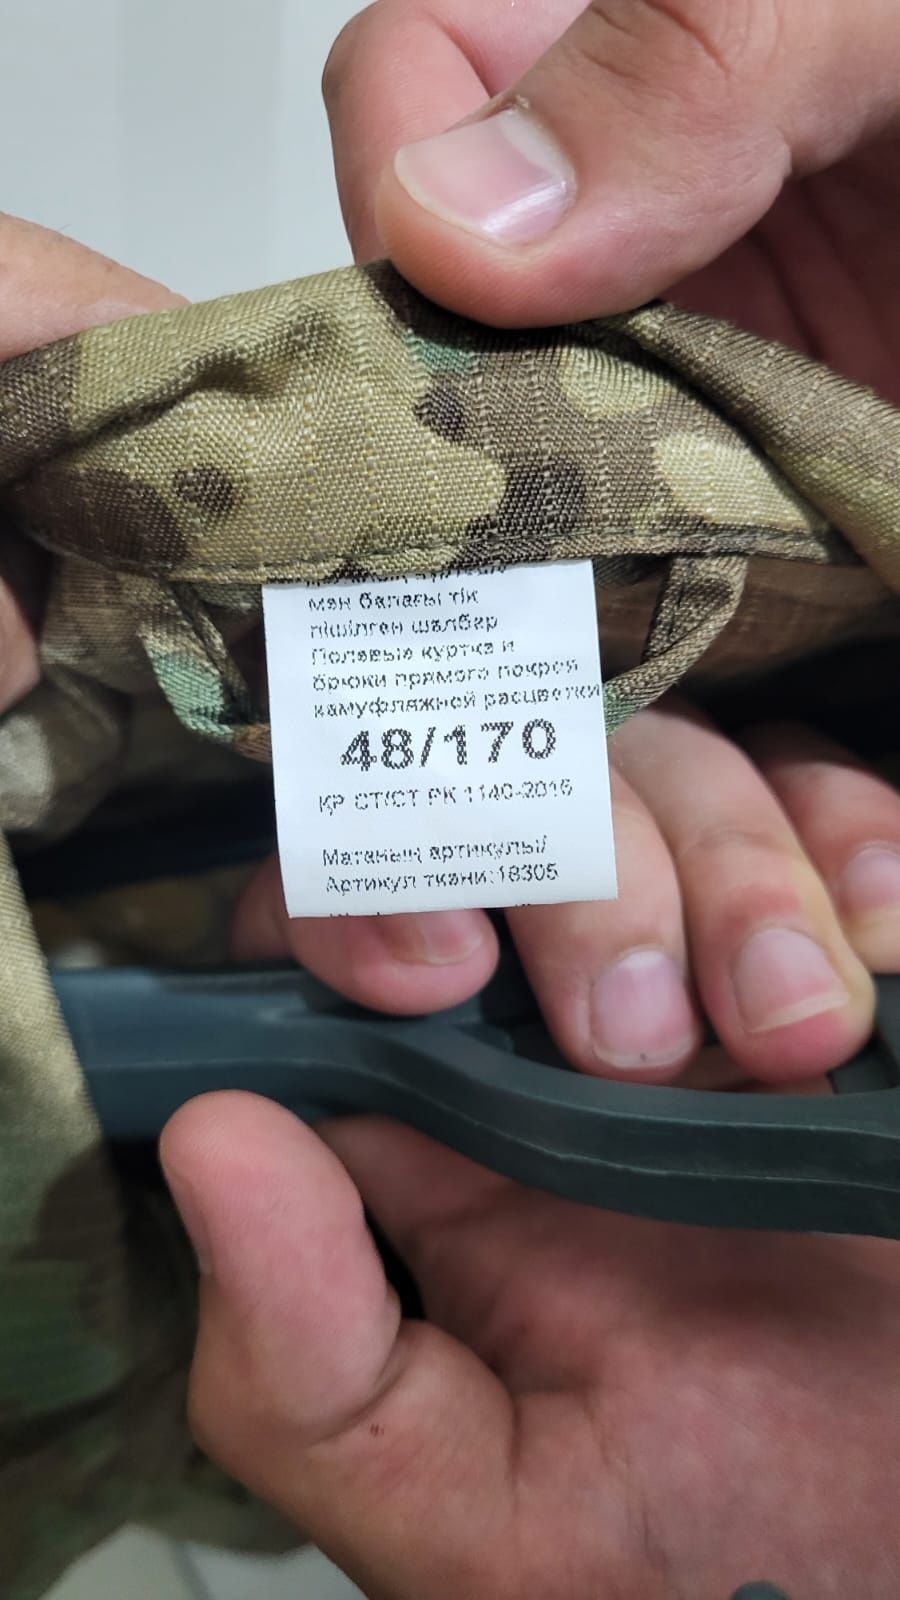 мен балағы тік
пішілген шалбар
Полевые куртка и
брюки прямого покроя
камуфляжной расцветки
48/170
ҚР СТ/СТ РК 1140-2015
Матаның артикулы/
Артикул ткани:18305